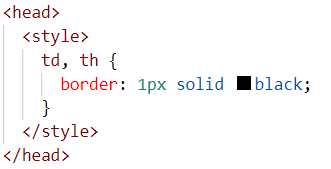 <head>
<style>
td, th {
border: 1px solid black;
}
</style>
</head>